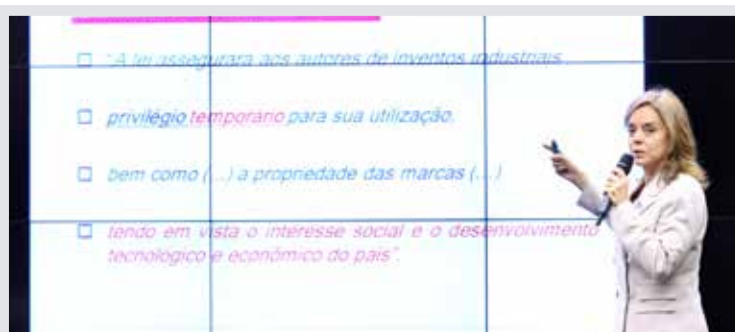 "A lei assegurara aos autores de inventos industriais
privilégio temporário para sua utilização,
bem como (...) a propriedade das marcas (...)
tendo em vista o interesse social e o desenvolvimento
tecnológico e econômico do país".